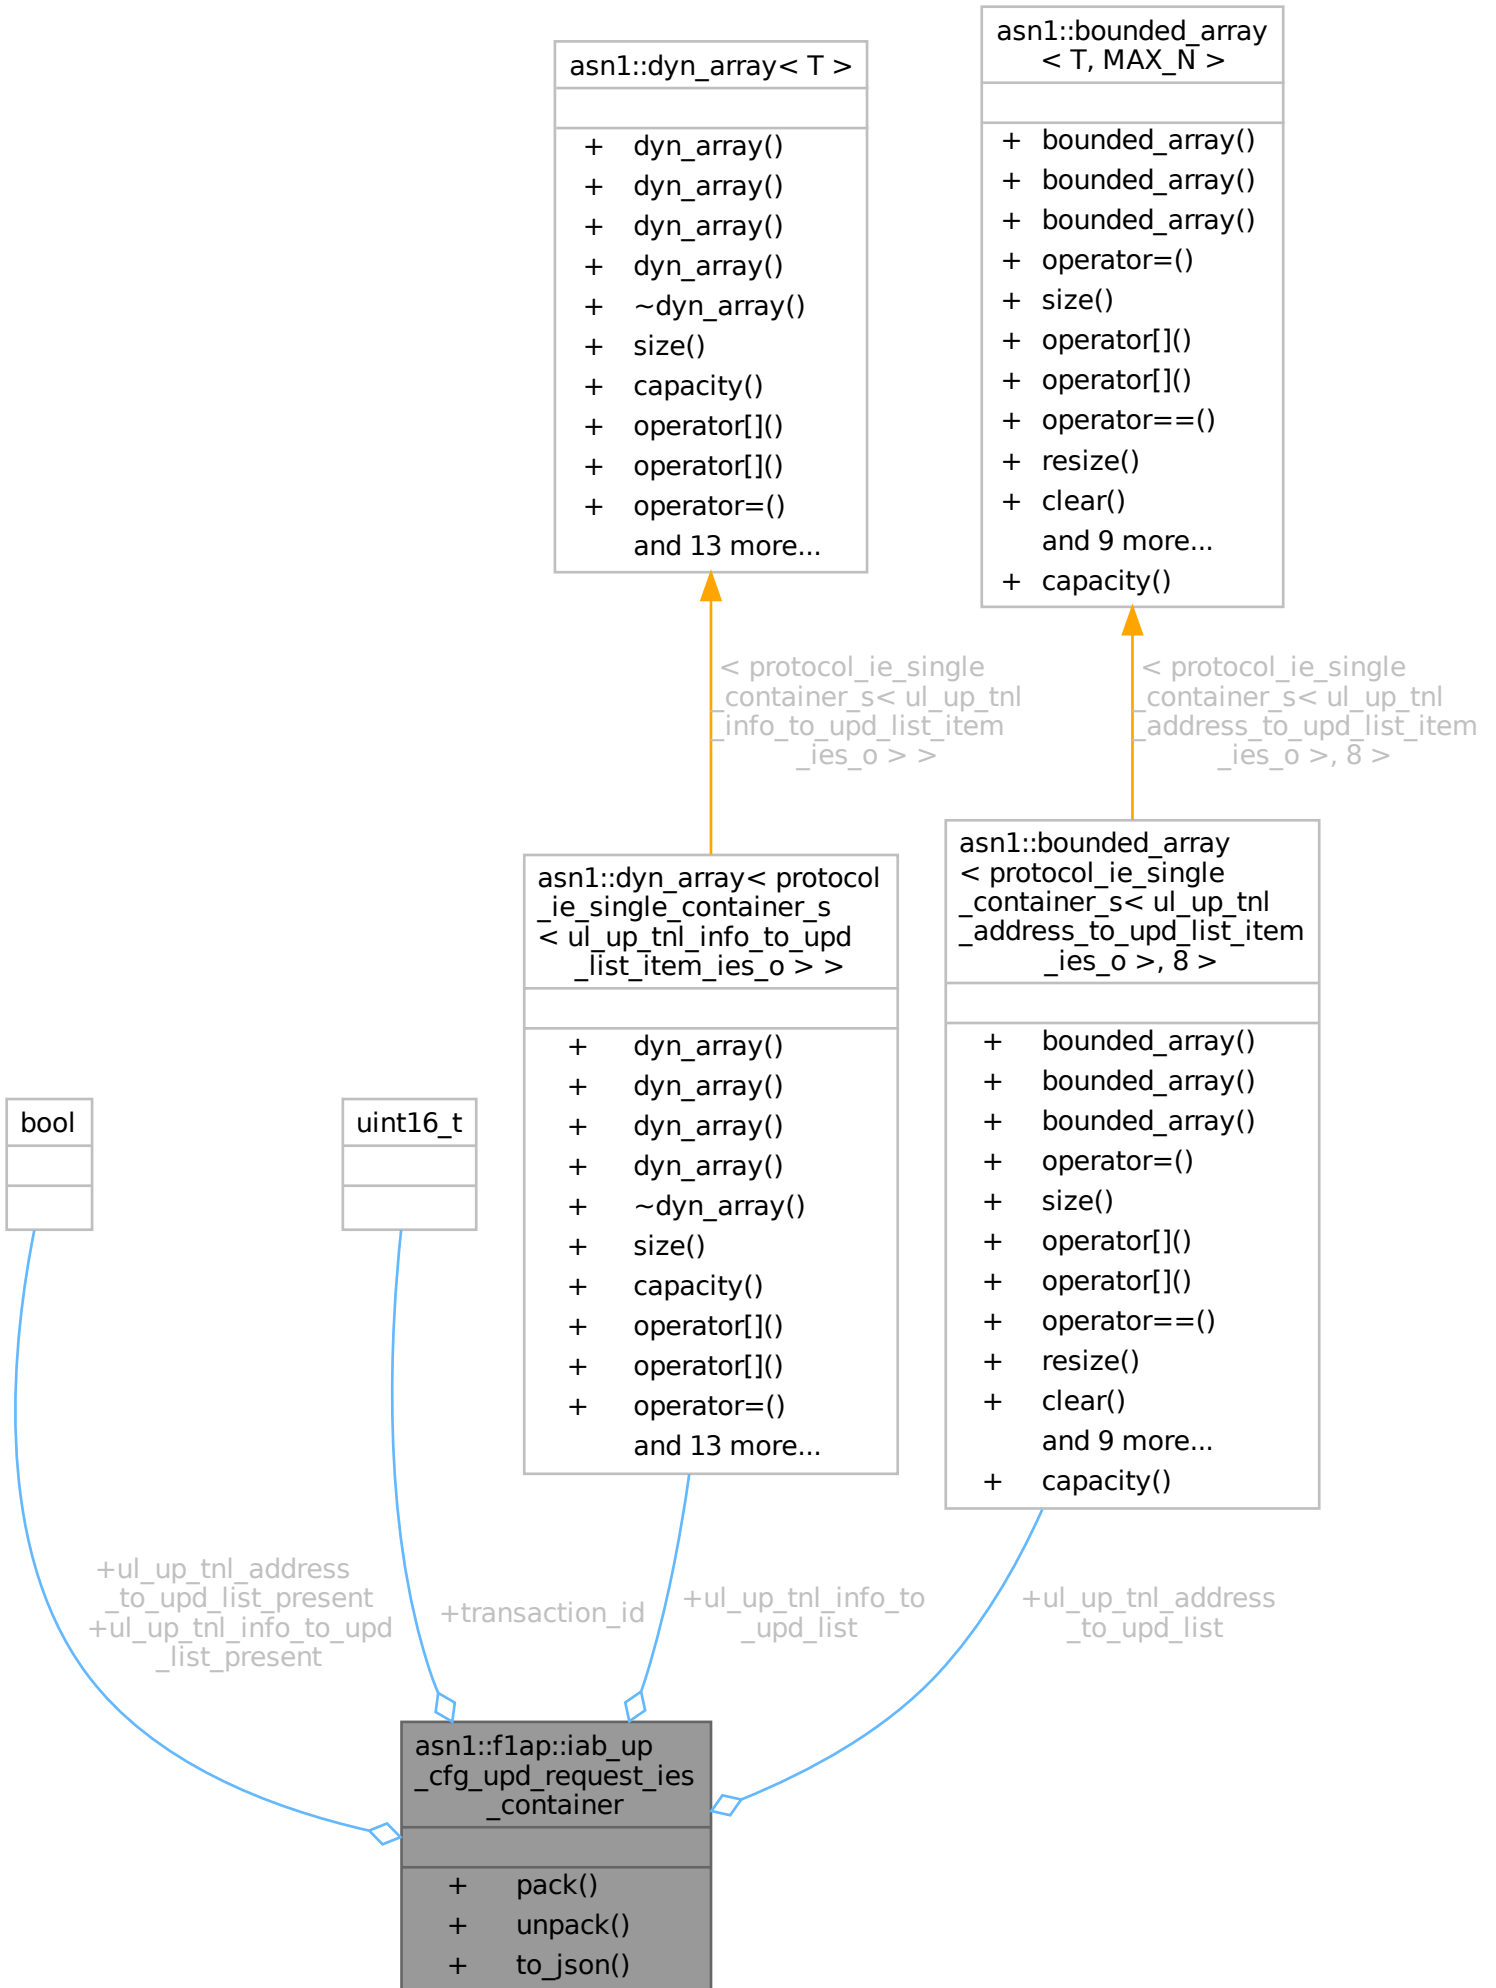 asn1::dyn_array< T >
+ dyn_array()
+ dyn_array()
+ dyn_array()
+ dyn_array()
+ ~dyn_array()
+ size()
+ capacity()
+ operator[]()
+ operator[]()
+ operator=()
and 13 more...
asn1::bounded_array
< T, MAX_N >
+ bounded_array()
+ bounded_array()
+ bounded_array()
+ operator=()
+ size()
+ operator[]()
+ operator[]()
+ operator==()
+ resize()
+ clear()
and 9 more...
+ capacity()
< protocol_ie_single
_container_s< ul_up_tnl
_info_to_upd_list_item
_ies_o > >
< protocol_ie_single
_container_s< ul_up_tnl
_address_to_upd_list_item
_ies_o >, 8 >
bool
uint16_t
asn1::dyn_array< protocol
_ie_single_container_s
< ul_up_tnl_info_to_upd
_list_item_ies_o > >
+ dyn_array()
+ dyn_array()
+ dyn_array()
+ dyn_array()
+ ~dyn_array()
+ size()
+ capacity()
+ operator[]()
+ operator[]()
+ operator=()
and 13 more...
asn1::bounded_array
< protocol_ie_single
_container_s< ul_up_tnl
_address_to_upd_list_item
_ies_o >, 8 >
+ bounded_array()
+ bounded_array()
+ bounded_array()
+ operator=()
+ size()
+ operator[]()
+ operator[]()
+ operator==()
+ resize()
+ clear()
and 9 more...
+ capacity()
+ul_up_tnl_address
_to_upd_list_present
+ul_up_tnl_info_to_upd
_list_present
+transaction_id
+ul_up_tnl_info_to
_upd_list
+ul_up_tnl_address
_to_upd_list
asn1::f1ap::iab_up
_cfg_upd_request_ies
_container
+ pack()
+ unpack()
+ to_json()